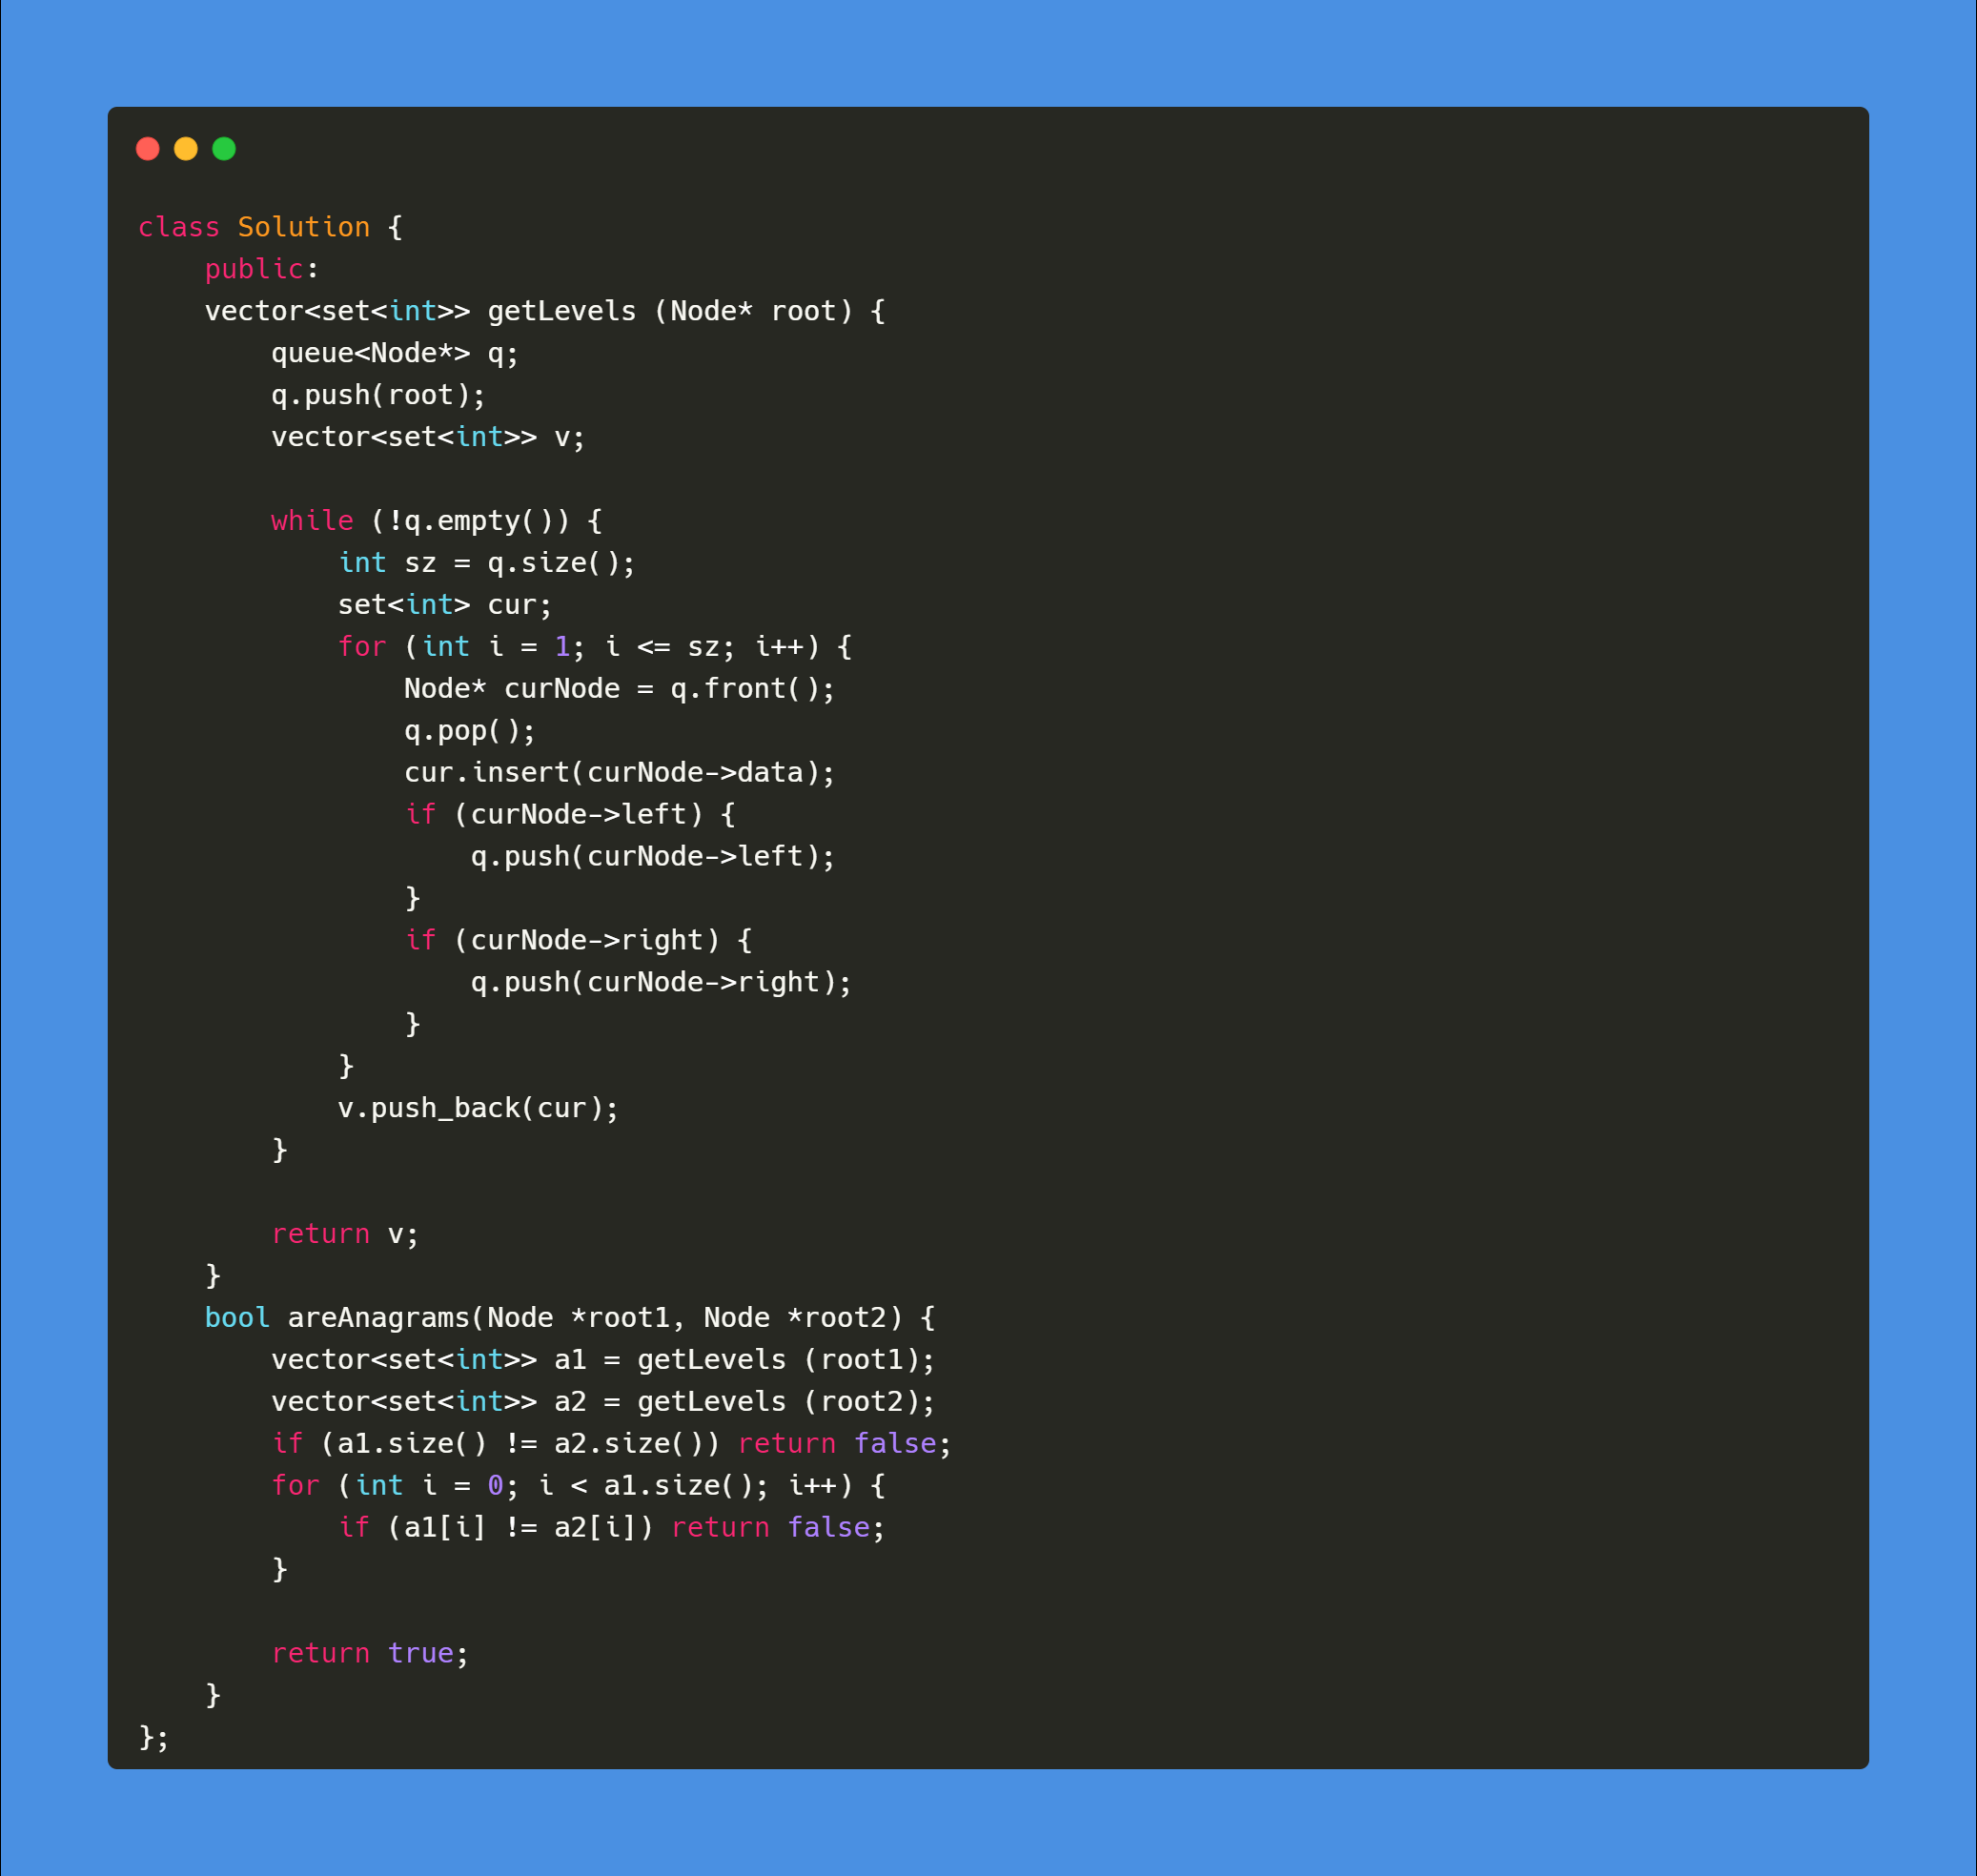 class Solution {
    public:
    vector<set<int>> getLevels (Node* root) {
        queue<Node*> q;
        q.push(root);
        vector<set<int>> v;

        while (!q.empty()) {
            int sz = q.size();
            set<int> cur;
            for (int i = 1; i <= sz; i++) {
                Node* curNode = q.front();
                q.pop();
                cur.insert(curNode->data);
                if (curNode->left) {
                    q.push(curNode->left);
                }
                if (curNode->right) {
                    q.push(curNode->right);
                }
            }
            v.push_back(cur);
        }

        return v;
    }
    bool areAnagrams(Node *root1, Node *root2) {
        vector<set<int>> a1 = getLevels (root1);
        vector<set<int>> a2 = getLevels (root2);
        if (a1.size() != a2.size()) return false;
        for (int i = 0; i < a1.size(); i++) {
            if (a1[i] != a2[i]) return false;
        }

        return true;
    }
};